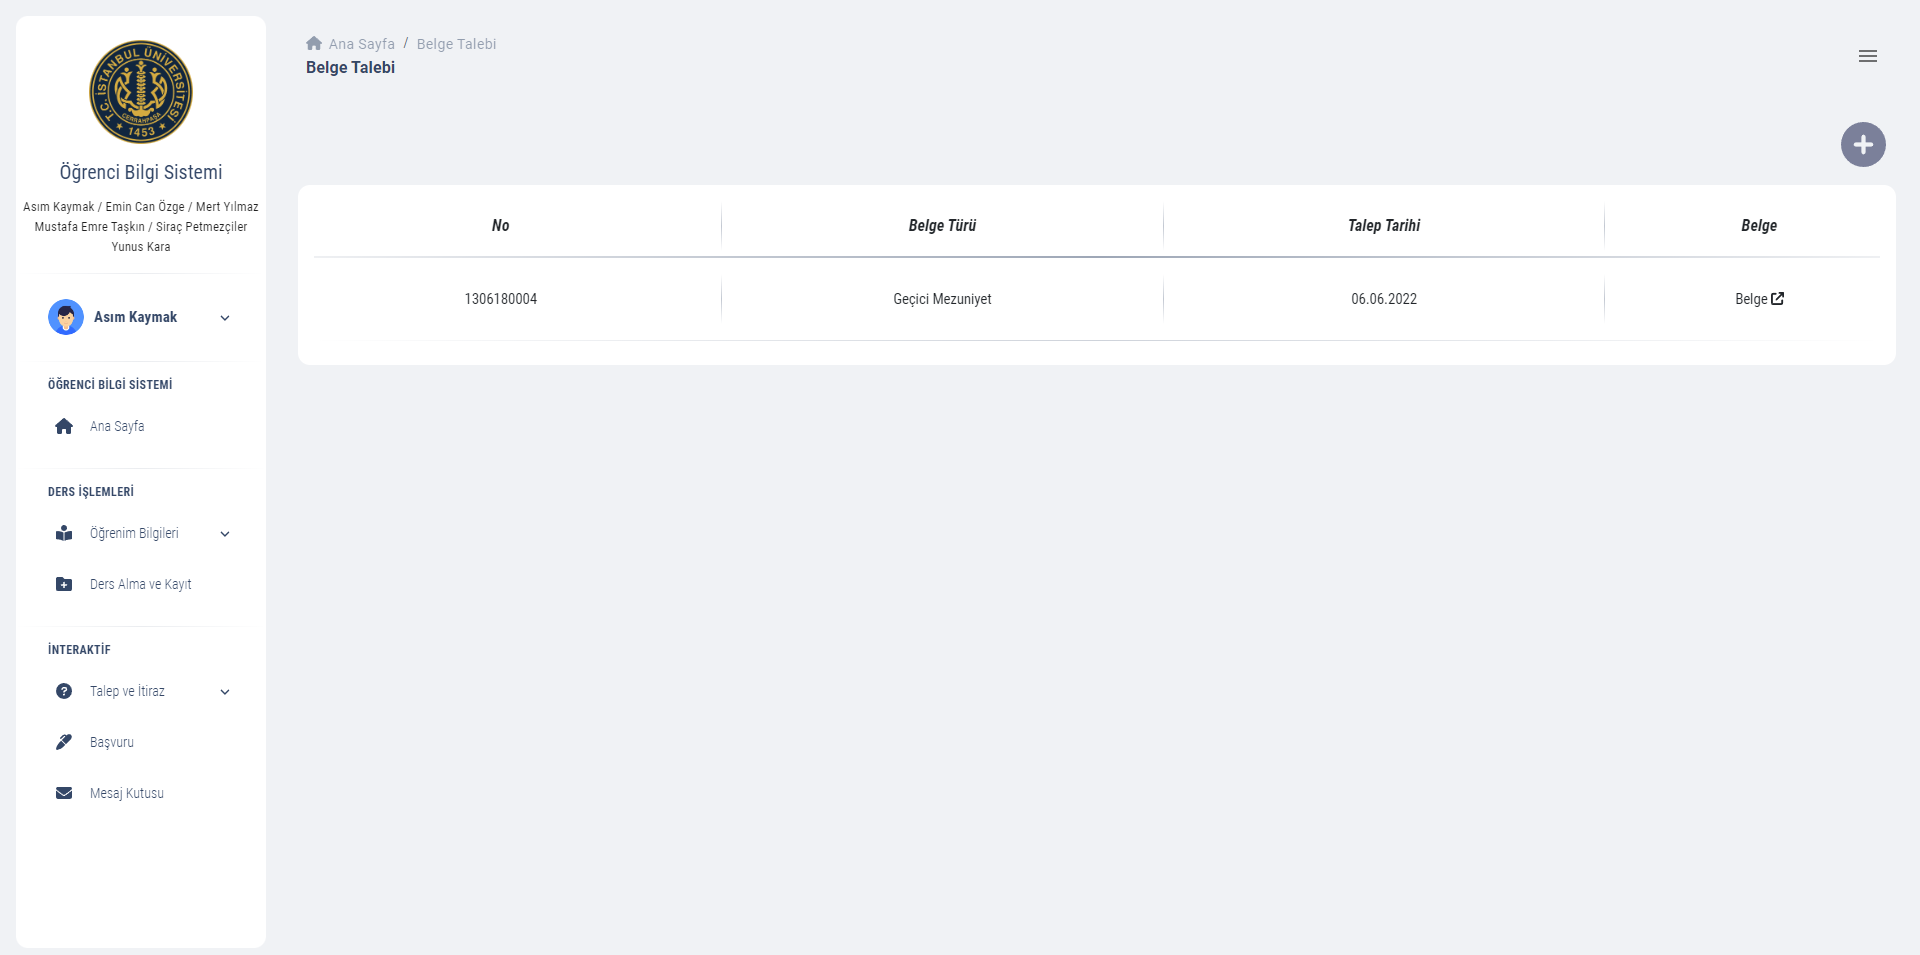 T.C. İSTANBUL ÜNİVERSİTESİ
CERRAHPAŞA
1453
Öğrenci Bilgi Sistemi
Asım Kaymak / Emin Can Özge / Mert Yılmaz
Mustafa Emre Taşkın / Siraç Petmezçiler
Yunus Kara
Asım Kaymak
ÖĞRENCİ BİLGİ SİSTEMİ
Ana Sayfa
DERS İŞLEMLERİ
Öğrenim Bilgileri
Ders Alma ve Kayıt
İNTERAKTİF
Talep ve İtiraz
Başvuru
Mesaj Kutusu
Ana Sayfa / Belge Talebi
Belge Talebi
No Belge Türü Talep Tarihi Belge
1306180004 Geçici Mezuniyet 06.06.2022 Belge